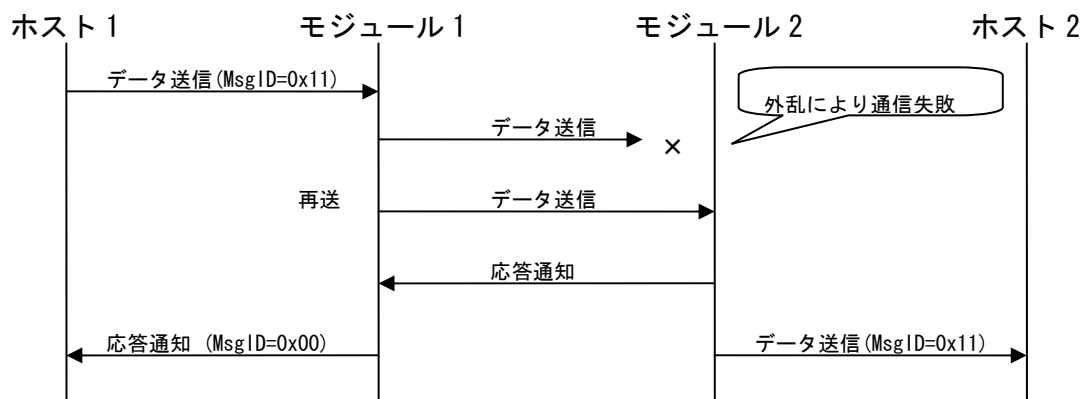 ホスト1 モジュール1 モジュール2 ホスト2
データ送信(MsgID=0x11)
外乱により通信失敗
データ送信
×
再送 データ送信
応答通知
応答通知 (MsgID=0x00) データ送信(MsgID=0x11)